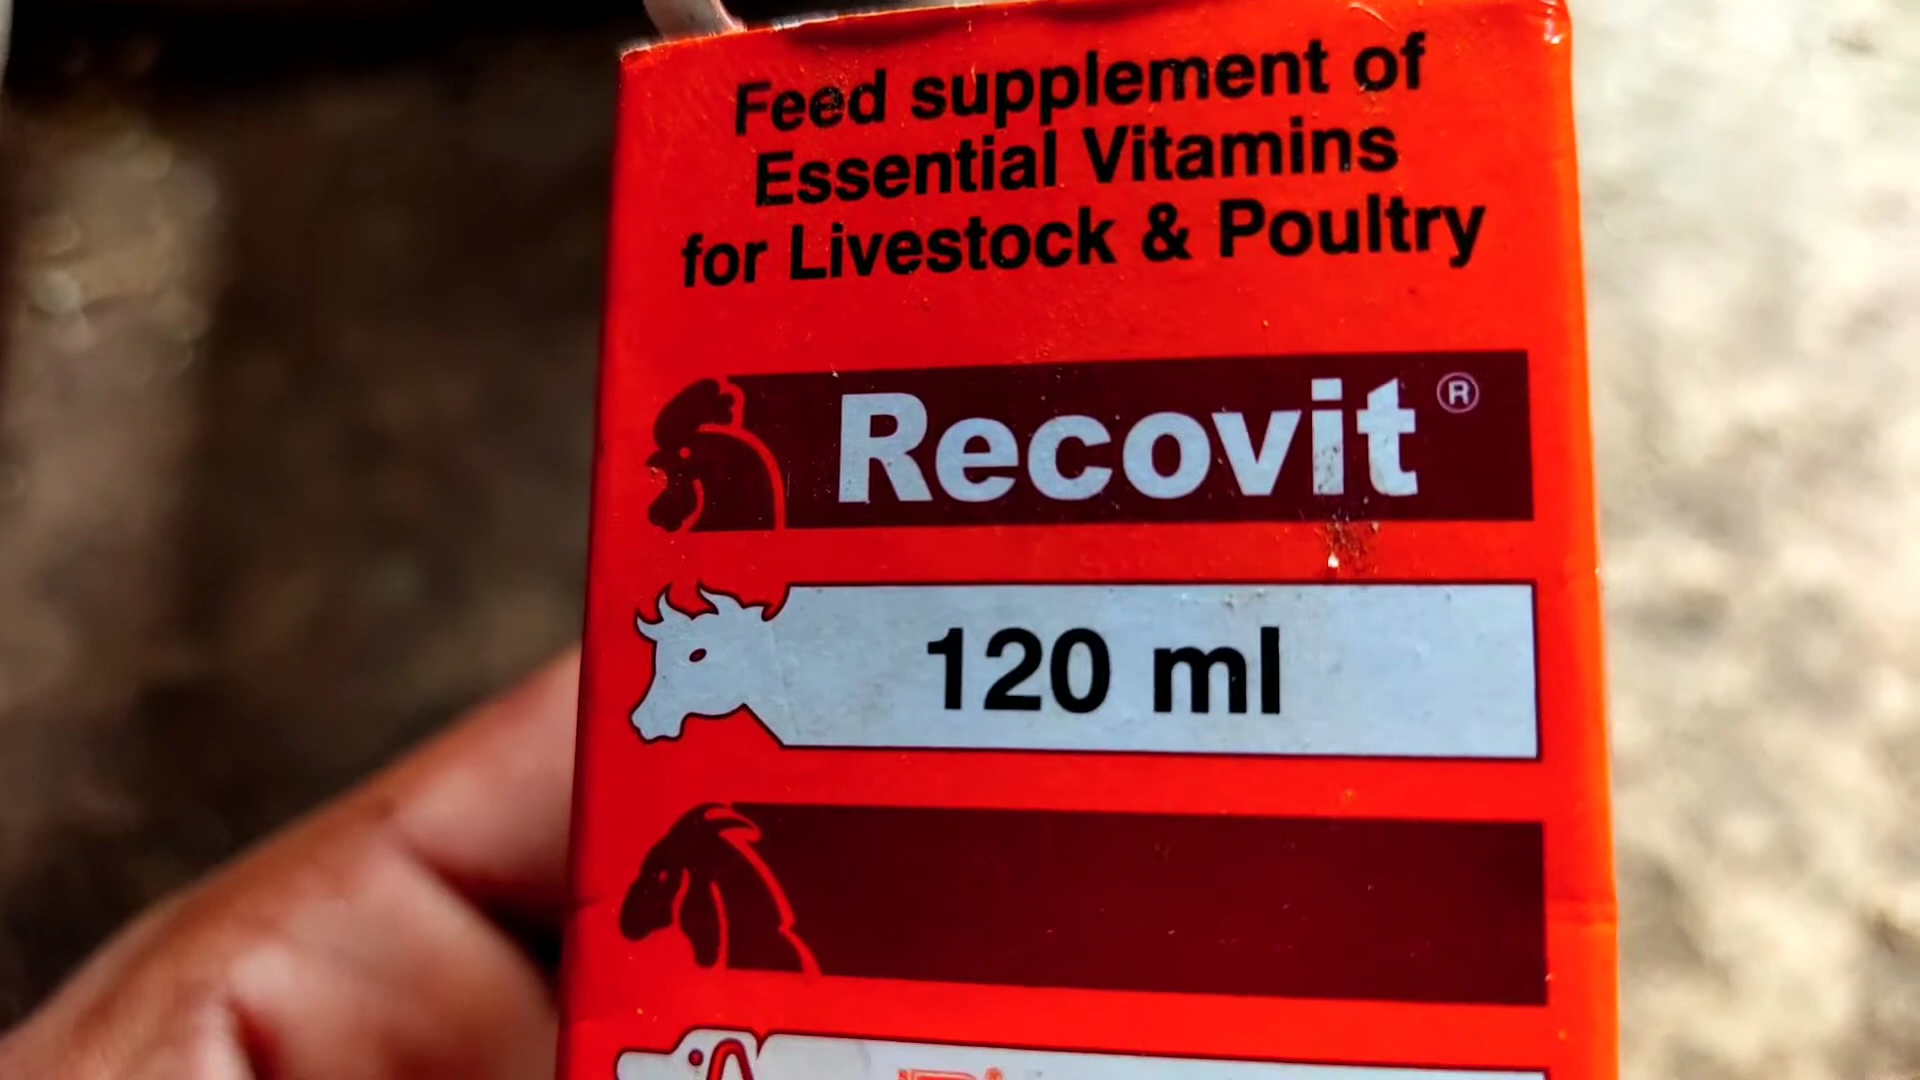 Feed supplement of
Essential Vitamins
for Livestock & Poultry
Recovit®
120 ml